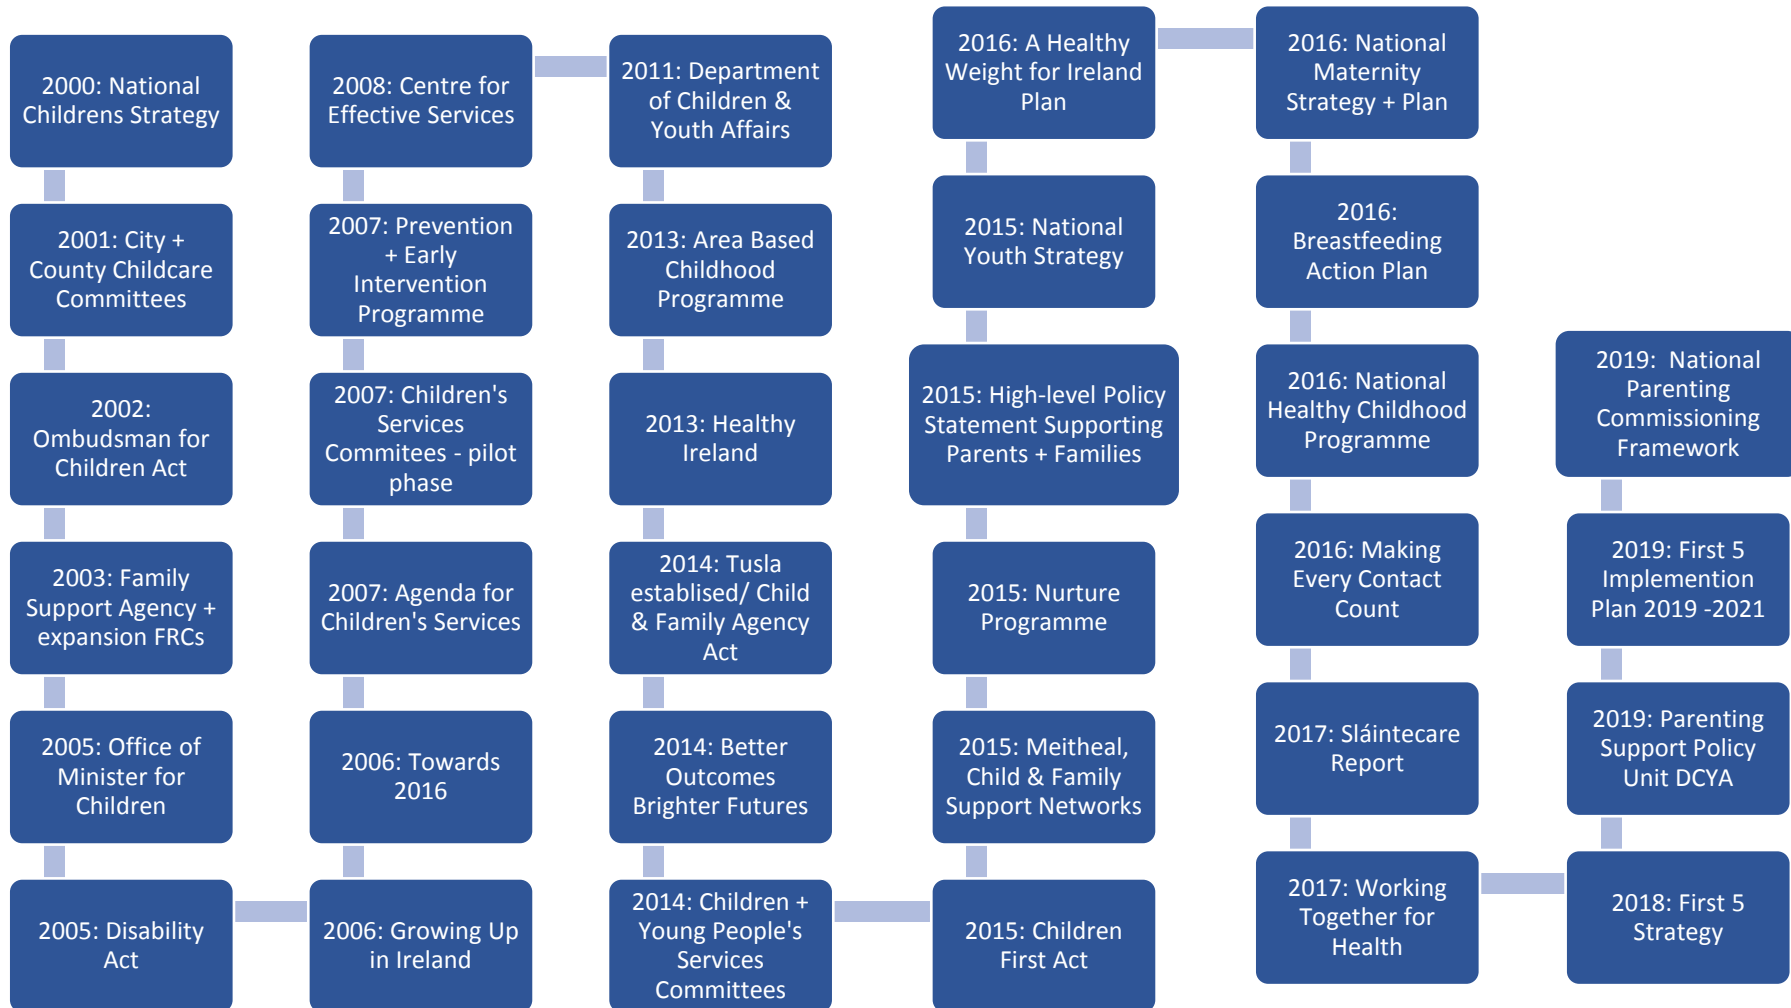 2000: National
Childrens Strategy
2001: City +
County Childcare
Committees
2002:
Ombudsman for
Children Act
2003: Family
Support Agency +
expansion FRCs
2005: Office of
Minister for
Children
2005: Disability
Act
2006: Growing Up
in Ireland
2006: Towards
2016
2007: Agenda for
Children's Services
2007: Children's
Services
Commitees - pilot
phase
2007: Prevention
+ Early
Intervention
Programme
2008: Centre for
Effective Services
2011: Department
of Children &
Youth Affairs
2013: Area Based
Childhood
Programme
2013: Healthy
Ireland
2014: Tusla
establised/ Child
& Family Agency
Act
2014: Better
Outcomes
Brighter Futures
2014: Children +
Young People's
Services
Committees
2015: Children
First Act
2015: Meitheal,
Child & Family
Support Networks
2015: Nurture
Programme
2015: High-level Policy
Statement Supporting
Parents + Families
2015: National
Youth Strategy
2016: A Healthy
Weight for Ireland
Plan
2016: National
Maternity
Strategy + Plan
2016:
Breastfeeding
Action Plan
2016: National
Healthy Childhood
Programme
2016: Making
Every Contact
Count
2017: Sláintecare
Report
2017: Working
Together for
Health
2018: First 5
Strategy
2019: Parenting
Support Policy
Unit DCYA
2019: First 5
Implemention
Plan 2019 -2021
2019:  National
Parenting
Commissioning
Framework